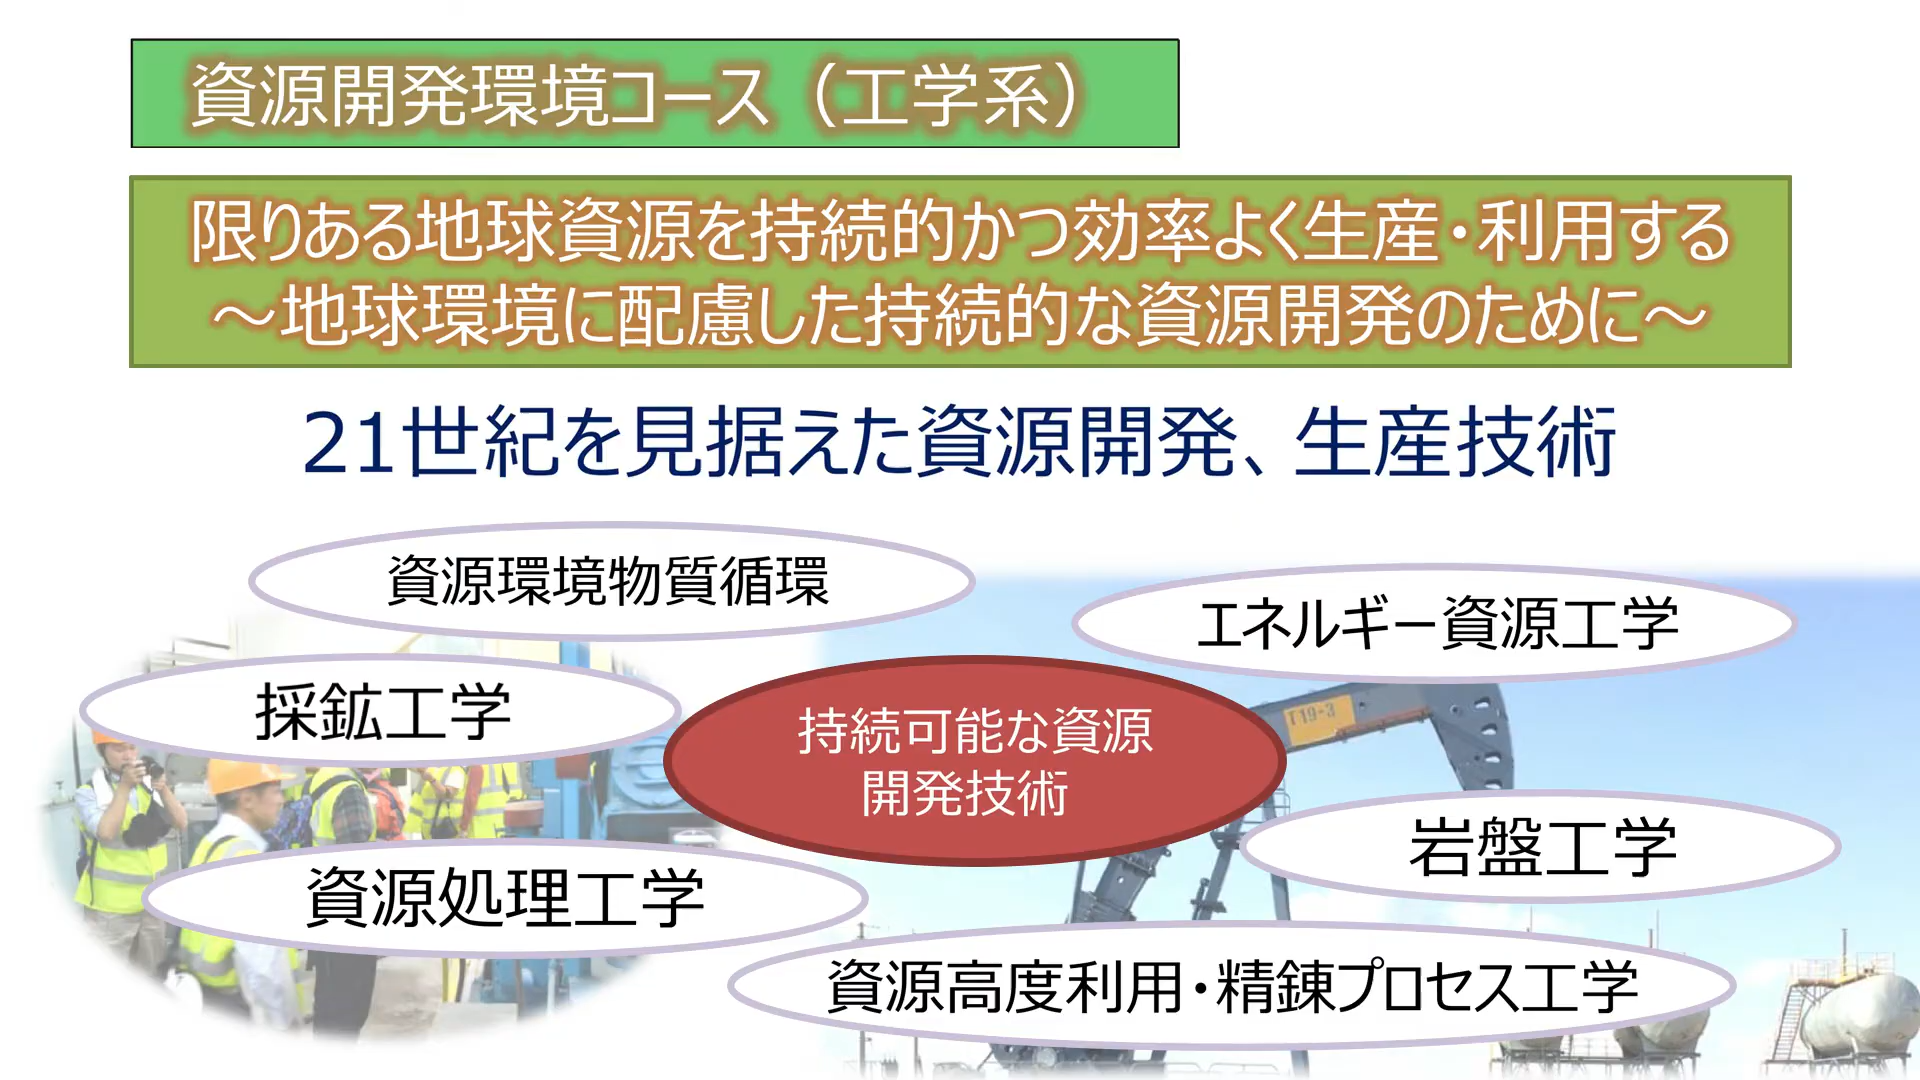 資源開発環境コース（工学系）
限りある地球資源を持続的かつ効率よく生産・利用する
～地球環境に配慮した持続的な資源開発のために～
21世紀を見据えた資源開発、生産技術
資源環境物質循環
エネルギー資源工学
採鉱工学
持続可能な資源
開発技術
T19-3
岩盤工学
資源処理工学
資源高度利用・精錬プロセス工学